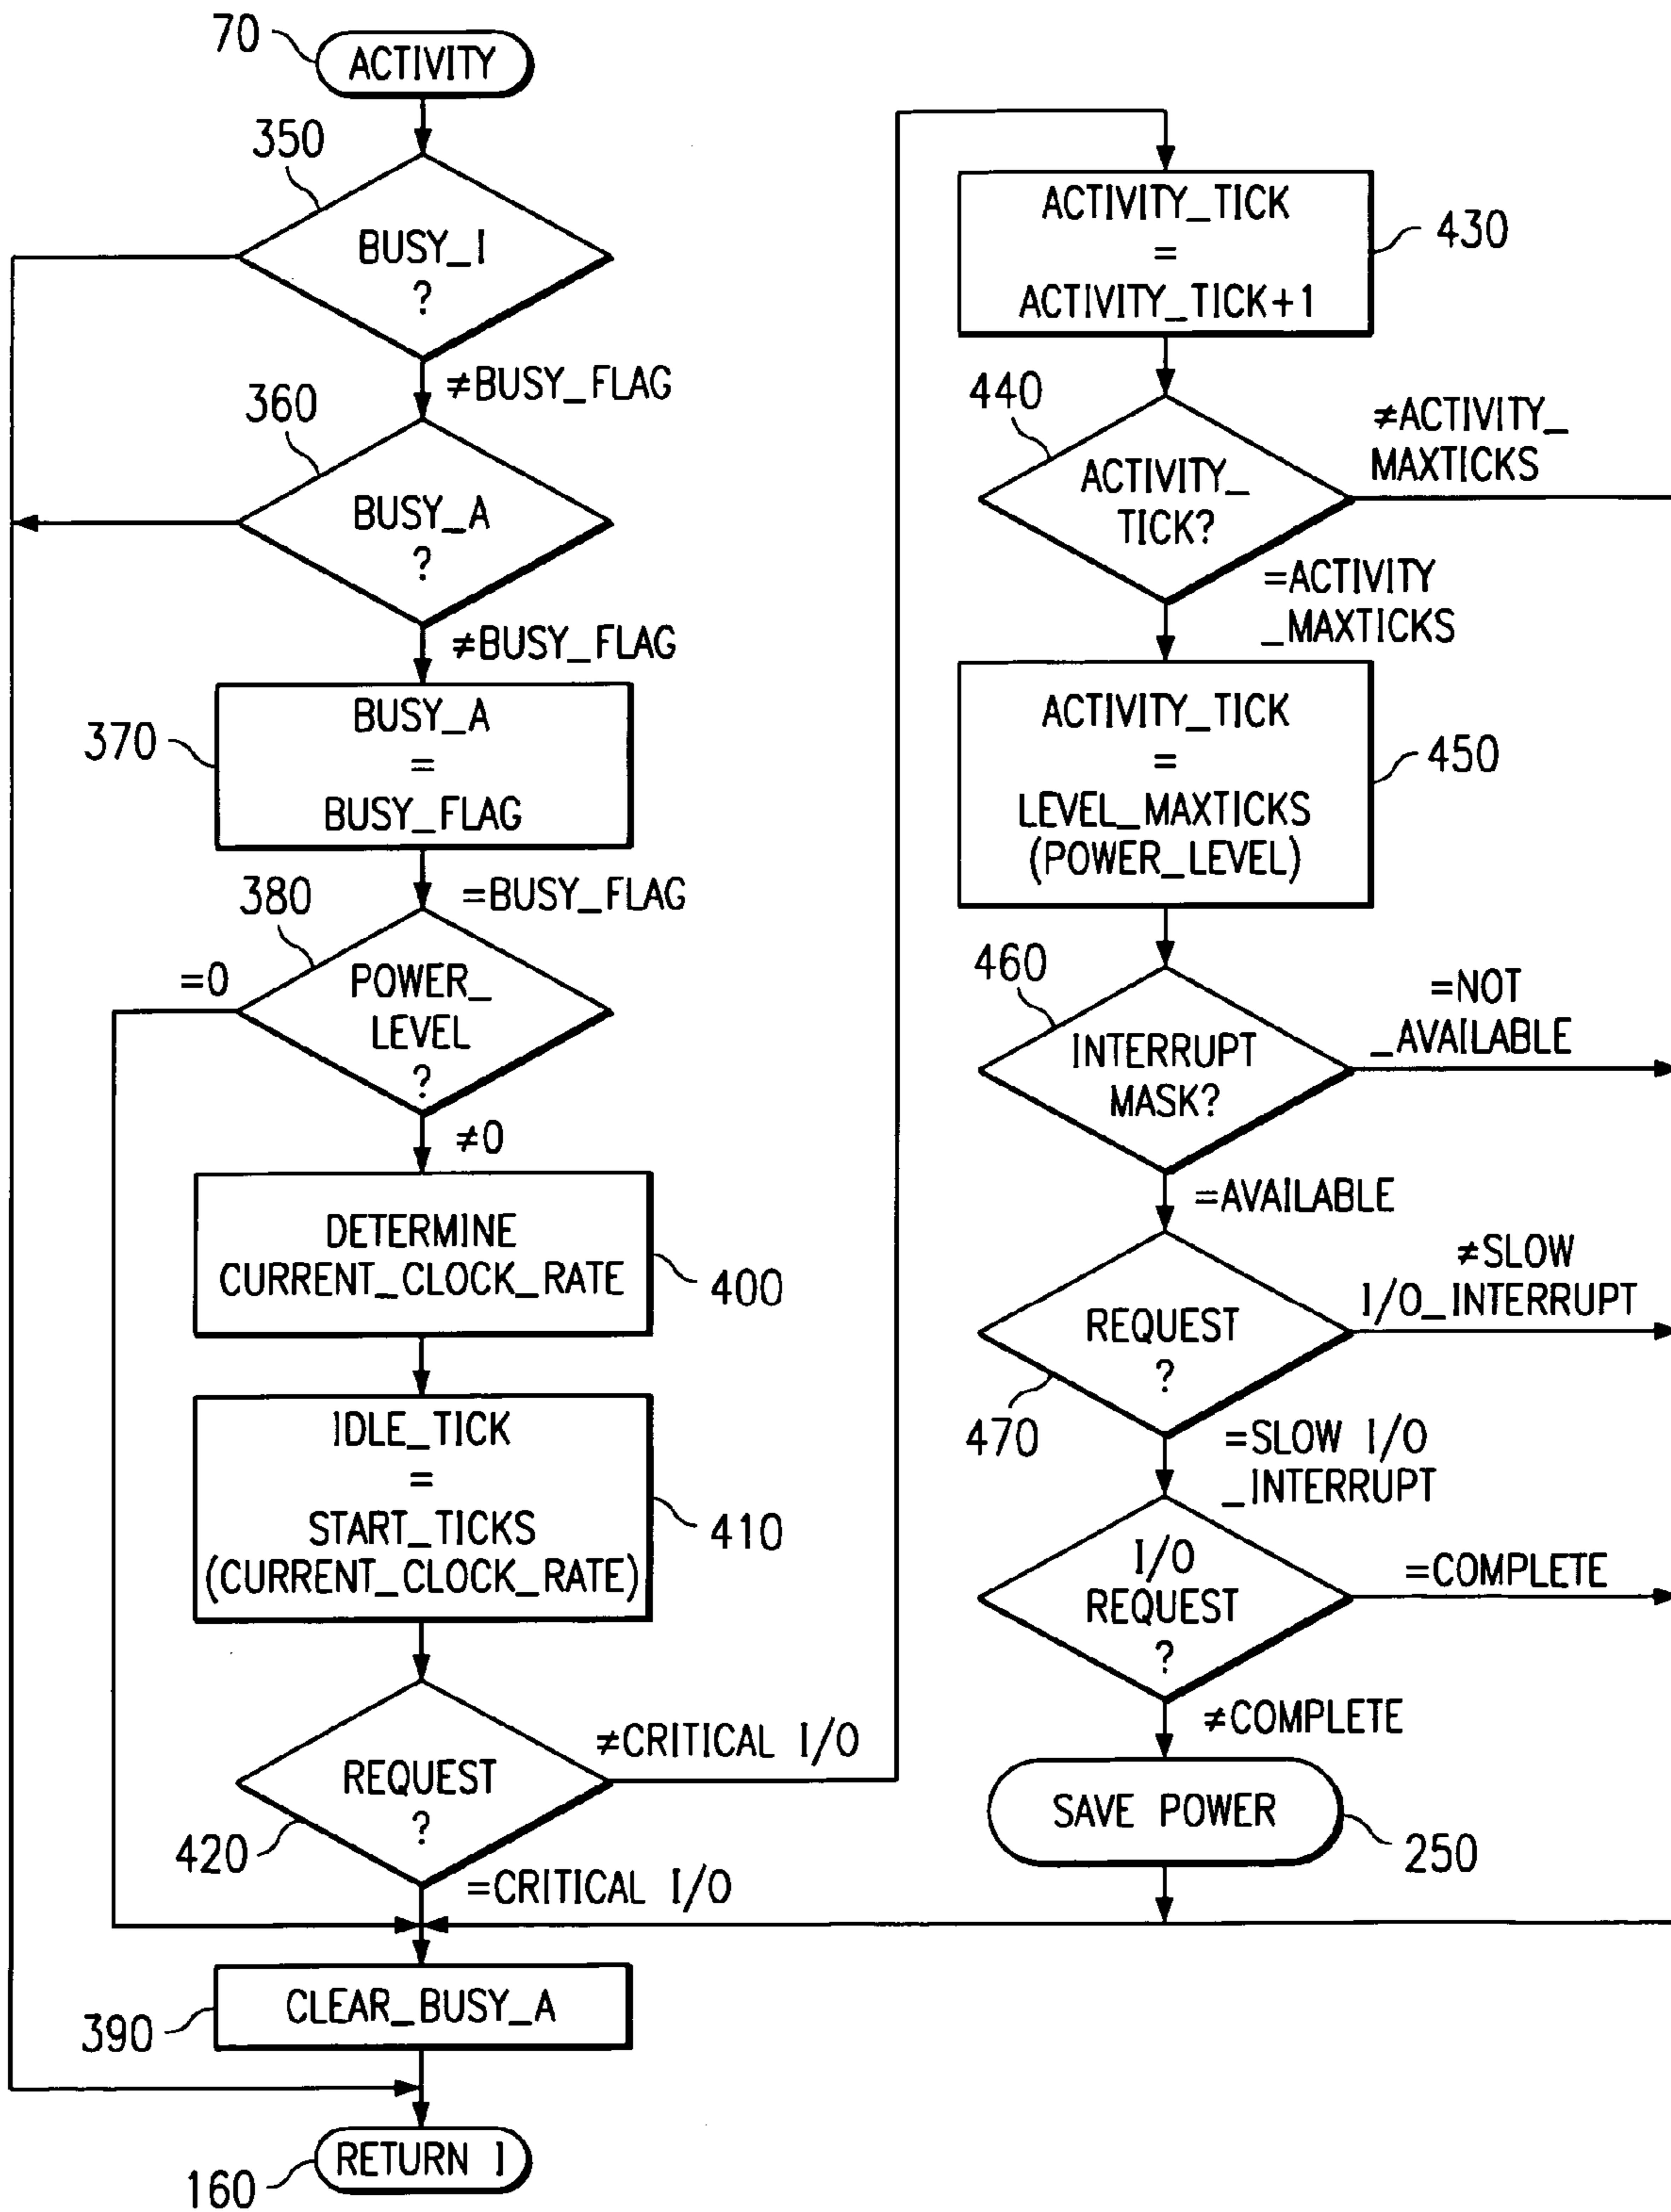 70
ACTIVITY
350
BUSY_I
?
≠BUSY_FLAG
360
BUSY_A
?
≠BUSY_FLAG
370
BUSY_A
=
BUSY_FLAG
=BUSY_FLAG
380
=0
POWER_
LEVEL
?
≠0
DETERMINE
CURRENT_CLOCK_RATE
400
IDLE_TICK
=
START_TICKS
(CURRENT_CLOCK_RATE)
410
REQUEST
?
≠CRITICAL I/O
420
=CRITICAL I/O
CLEAR_BUSY_A
390
RETURN 1
160
ACTIVITY_TICK
=
ACTIVITY_TICK+1
430
440
ACTIVITY_
TICK?
≠ACTIVITY_
MAXTICKS
=ACTIVITY
_MAXTICKS
ACTIVITY_TICK
=
LEVEL_MAXTICKS
(POWER_LEVEL)
450
460
INTERRUPT
MASK?
=NOT
_AVAILABLE
=AVAILABLE
REQUEST
?
≠SLOW
I/O_INTERRUPT
470
=SLOW I/O
_INTERRUPT
I/O
REQUEST
?
=COMPLETE
≠COMPLETE
SAVE POWER
250